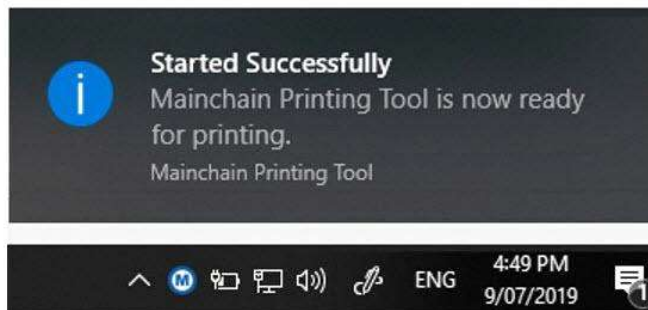 Started Successfully
Mainchain Printing Tool is now ready
for printing.
Mainchain Printing Tool
M
ENG
4:49 PM
9/07/2019
1